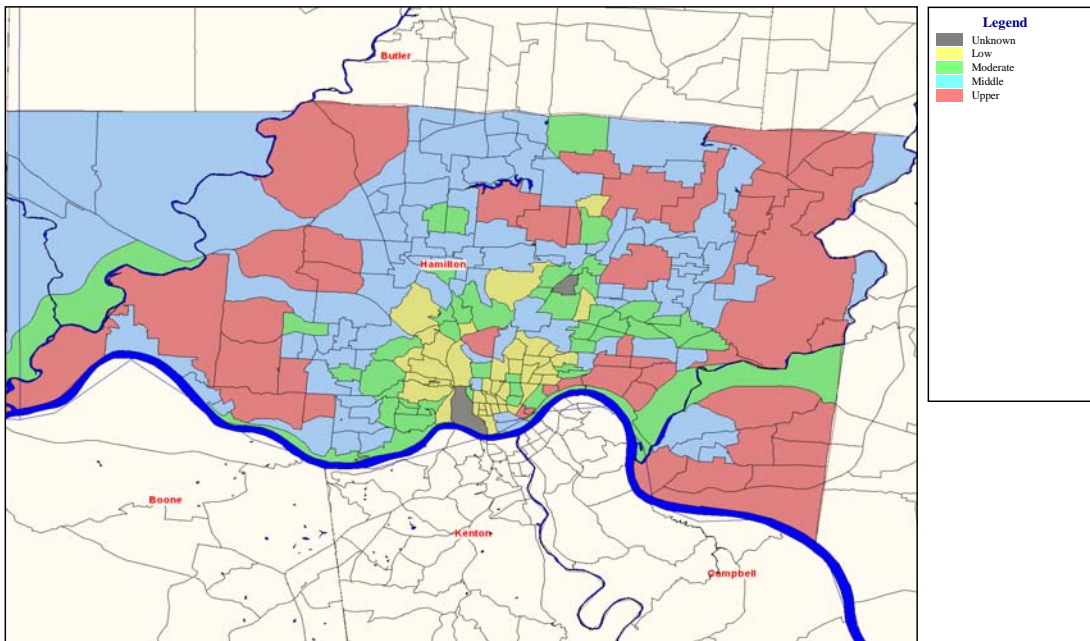 Butler
Hamilton
Boone
Kenton
Campbell
Legend
Unknown
Low
Moderate
Middle
Upper